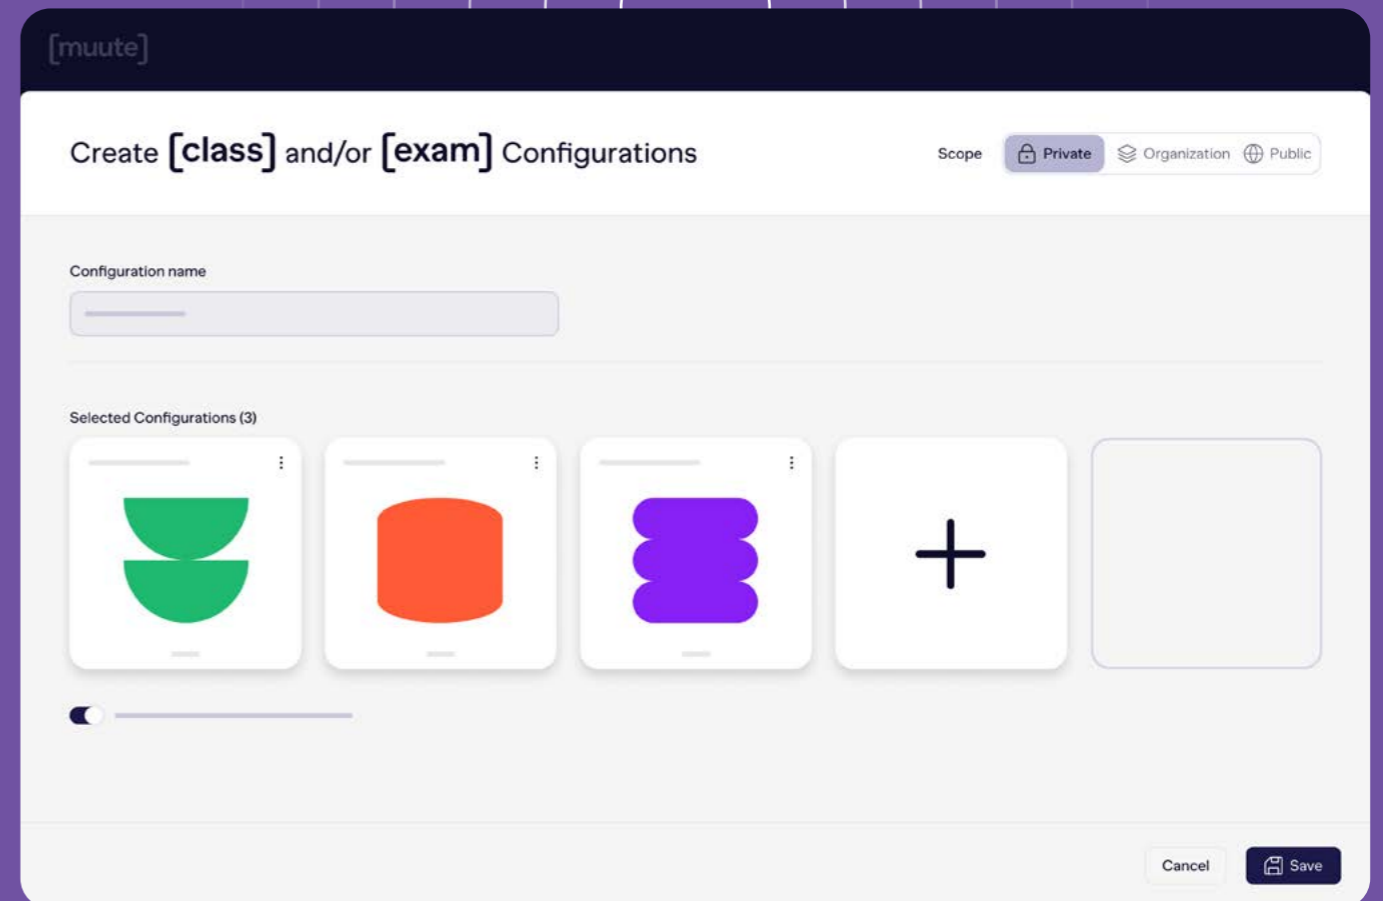 [muute]
Create [class] and/or [exam] Configurations
Scope
Private
Organization
Public
Configuration name
Selected Configurations (3)
Cancel
Save